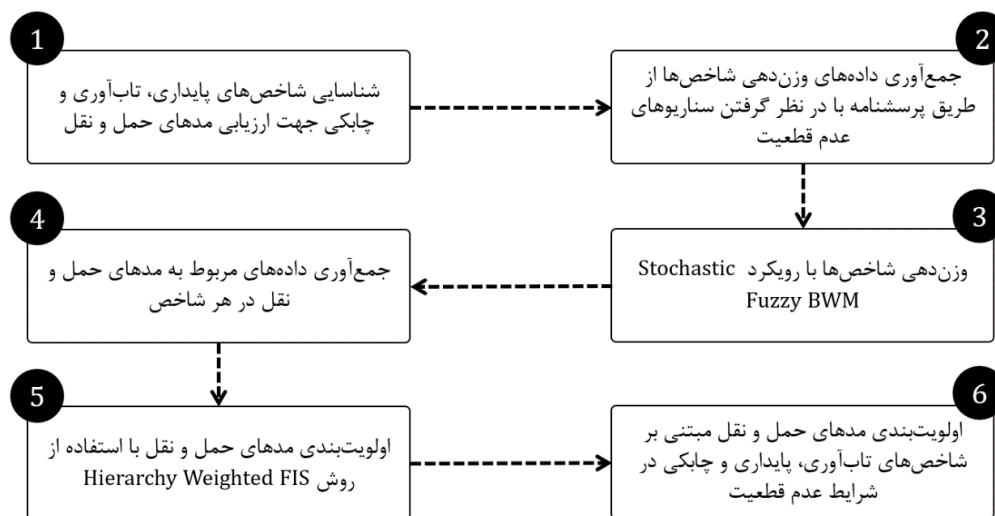 1
شناسایی شاخص‌های پایداری، تاب‌آوری و
چابکی جهت ارزیابی مدهای حمل و نقل
2
جمع‌آوری داده‌های وزن‌دهی شاخص‌ها از
طریق پرسشنامه با در نظر گرفتن سناریوهای
عدم قطعیت
3
وزن‌دهی شاخص‌ها با رویکرد Stochastic
Fuzzy BWM
4
جمع‌آوری داده‌های مربوط به مدهای حمل و
نقل در هر شاخص
5
اولویت‌بندی مدهای حمل و نقل با استفاده از
روش Hierarchy Weighted FIS
6
اولویت‌بندی مدهای حمل و نقل مبتنی بر
شاخص‌های تاب‌آوری، پایداری و چابکی در
شرایط عدم قطعیت